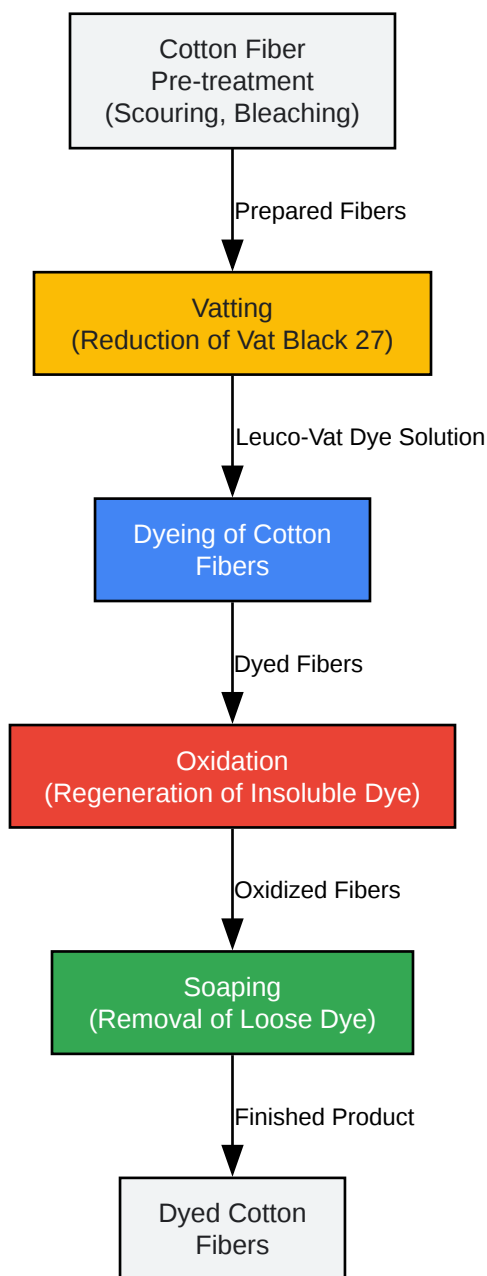 Cotton Fiber
Pre-treatment
(Scouring, Bleaching)
Prepared Fibers
Vatting
(Reduction of Vat Black 27)
Leuco-Vat Dye Solution
Dyeing of Cotton
Fibers
Dyed Fibers
Oxidation
(Regeneration of Insoluble Dye)
Oxidized Fibers
Soaping
(Removal of Loose Dye)
Finished Product
Dyed Cotton
Fibers